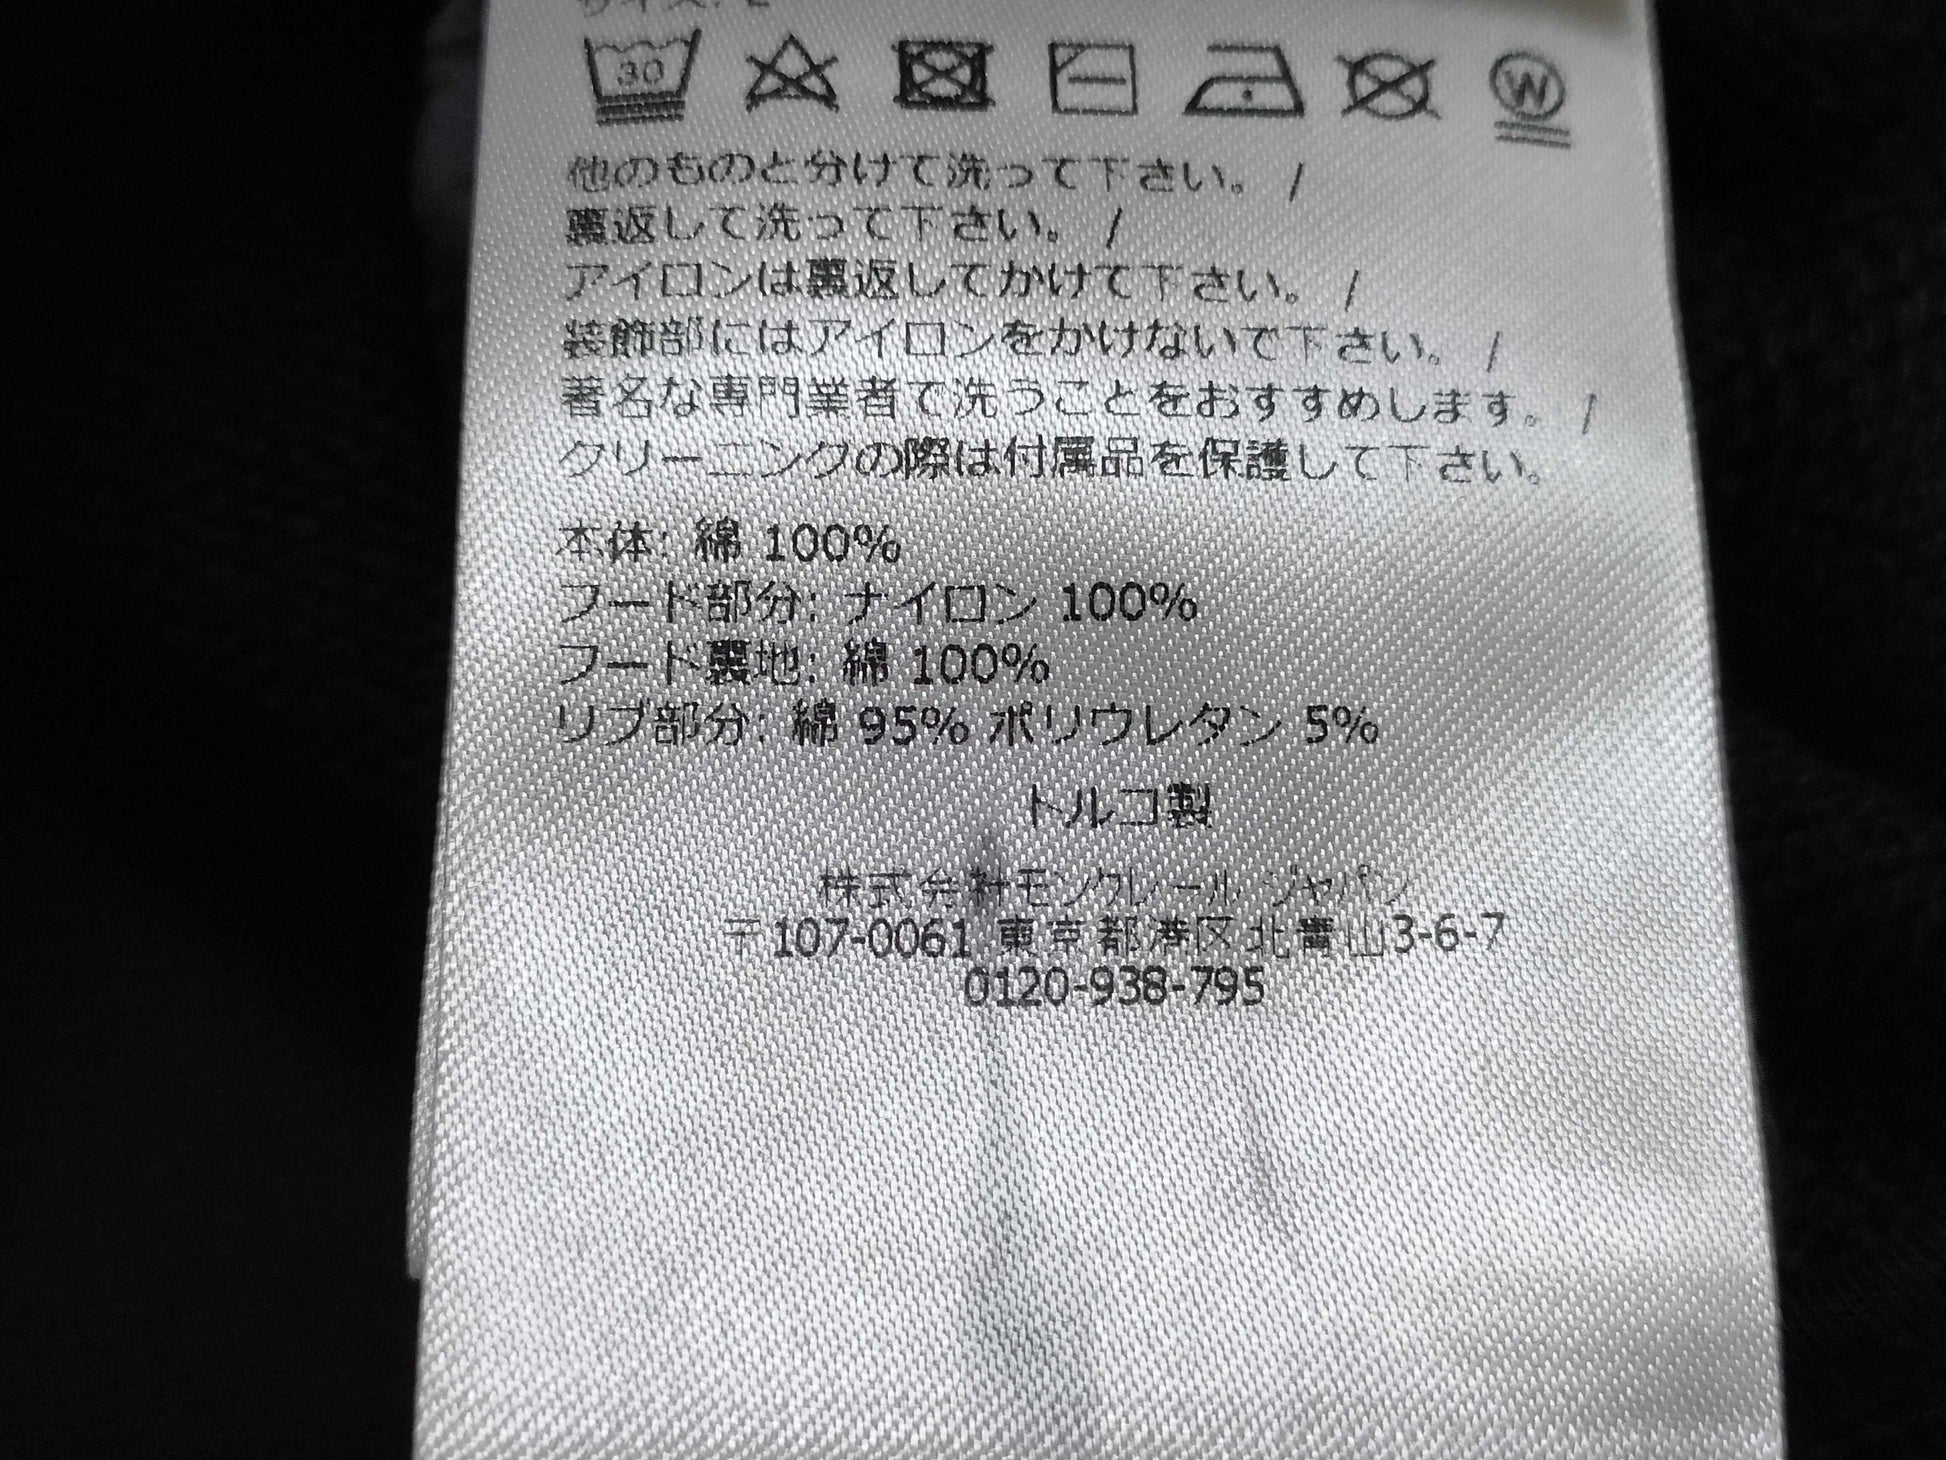 サイズ: L
30 W
他のものと分けて洗って下さい。 /
裏返して洗って下さい。 /
アイロンは裏返してかけて下さい。 /
装飾部にはアイロンをかけないで下さい。 /
著名な専門業者で洗うことをおすすめします。 /
クリーニングの際は付属品を保護して下さい。
本体: 綿 100%
フード部分: ナイロン 100%
フード裏地: 綿 100%
リブ部分: 綿 95% ポリウレタン 5%
トルコ製
株式会社モンクレール ジャパン
〒107-0061 東京都港区北青山3-6-7
0120-938-795